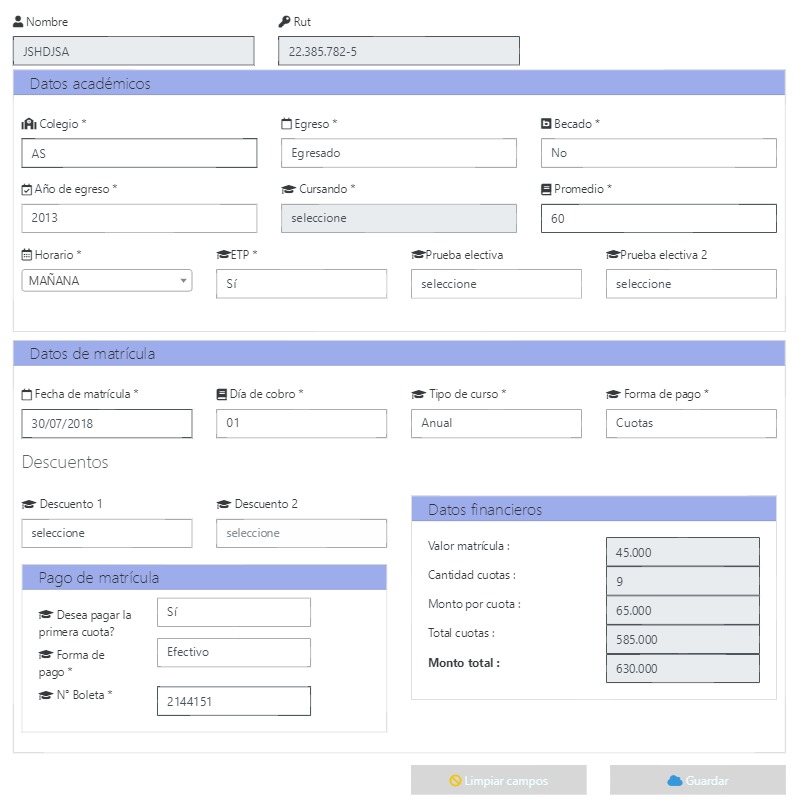 Nombre Rut
JSHDJSA 22.385.782-5
Datos académicos
Colegio * Egreso * Becado *
AS Egresado No
Año de egreso * Cursando * Promedio *
2013 seleccione 60
Horario * ETP * Prueba electiva Prueba electiva 2
MAÑANA Sí seleccione seleccione
Datos de matrícula
Fecha de matrícula * Día de cobro * Tipo de curso * Forma de pago *
30/07/2018 01 Anual Cuotas
Descuentos
Descuento 1 Descuento 2
seleccione seleccione
Pago de matrícula
Desea pagar la
primera cuota?
Sí
Forma de
pago *
Efectivo
N° Boleta *
2144151
Datos financieros
Valor matrícula : 45.000
Cantidad cuotas : 9
Monto por cuota : 65.000
Total cuotas : 585.000
Monto total : 630.000
Limpiar campos Guardar